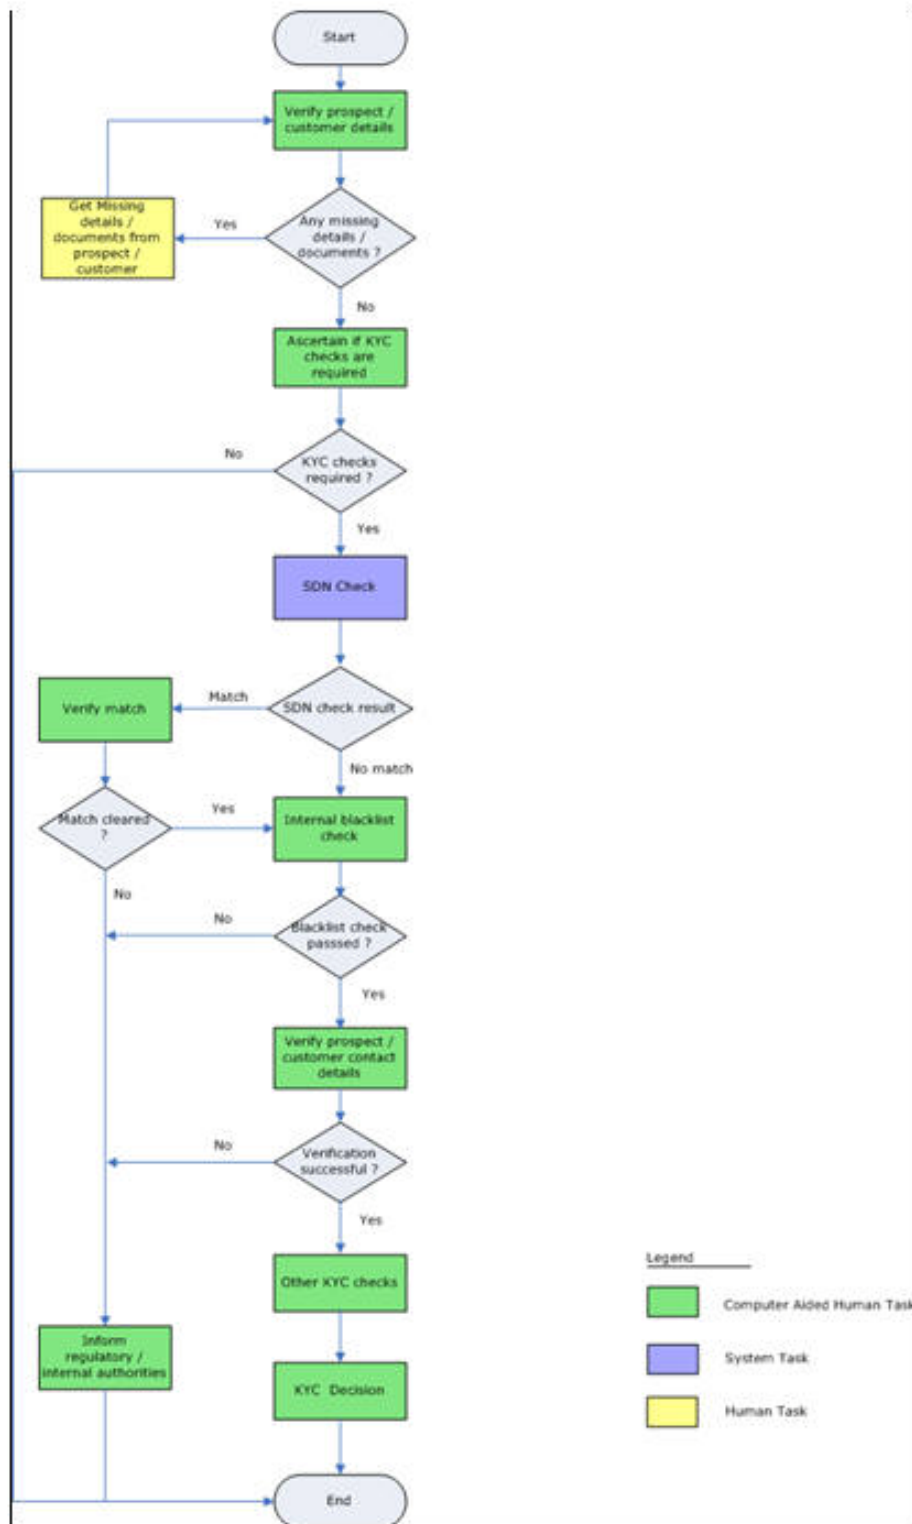 Start
Verify prospect /
customer details
Get Missing
details /
documents from
prospect /
customer
Yes
Any missing
details /
documents ?
No
Ascertain if KYC
checks are
required
No
KYC checks
required ?
Yes
SDN Check
Verify match
Match
SDN check result
No match
Match cleared
?
Yes
Internal blacklist
check
No
No
Blacklist check
passsed ?
Yes
Verify prospect /
customer contact
details
No
Verification
successful ?
Yes
Other KYC checks
Inform
regulatory /
internal authorities
KYC Decision
End
Legend
Computer Aided Human Task
System Task
Human Task